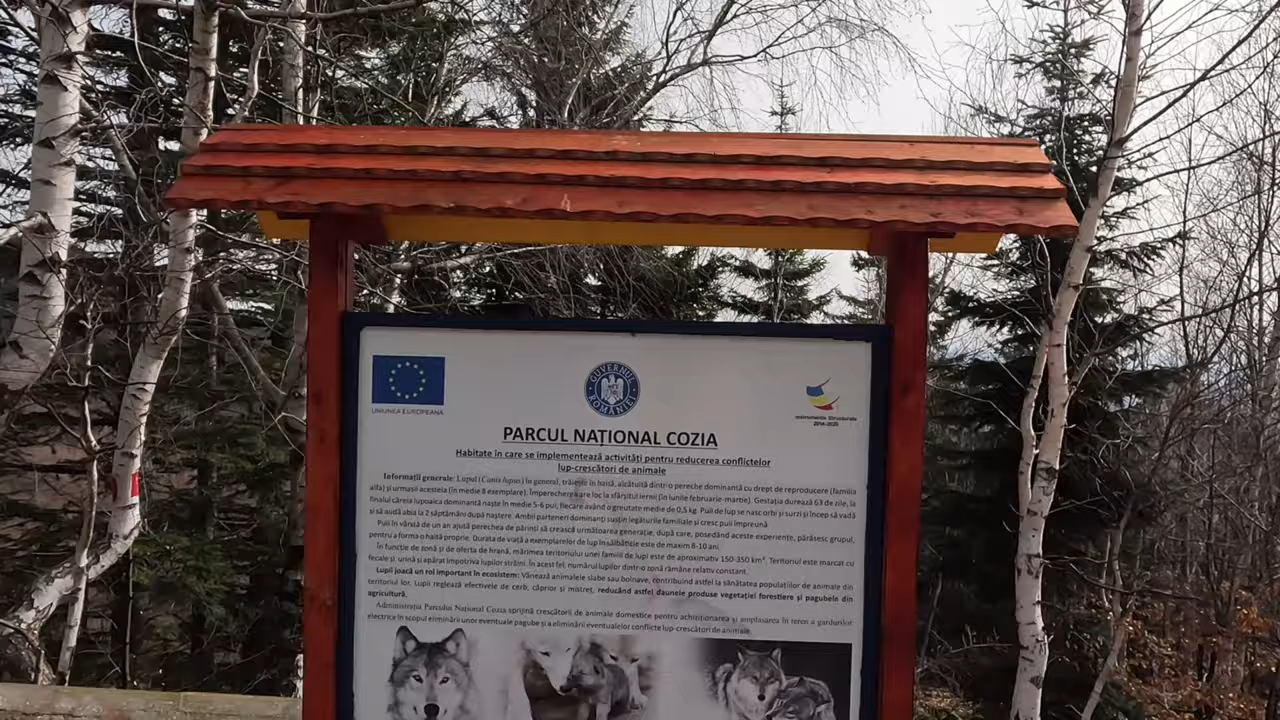 UNIUNEA EUROPEANĂ
GUVERNUL ROMÂNIEI
Instrumente Structurale
2014-2020
PARCUL NAȚIONAL COZIA
Habitate în care se implementează activități pentru reducerea conflictelor
lup-crescători de animale
Informații generale: Lupul (Canis lupus) în general, trăiește în haită, alcătuită dintr-o pereche dominantă cu drept de reproducere (familia
alfa) și urmașii acesteia (în medie 8 exemplare). Împerecherea are loc la sfârșitul iernii (în lunile februarie-martie). Gestația durează 63 de zile, la
finalul căreia lupoaica dominantă naște în medie 5-6 pui, fiecare având o greutate medie de 0,5 kg. Puii de lup se nasc orbi și surzi și încep să vadă
și să audă abia la 2 săptămâni după naștere. Ambii parteneri dominanți susțin legăturile familiale și cresc puii împreună.
Puii în vârstă de un an ajută perechea de părinți să crească următoarea generație, după care, posedând aceste experiențe, părăsesc grupul,
pentru a forma o haită proprie. Durata de viață a exemplarelor de lup în sălbăticie este de maxim 8-10 ani.
În funcție de zonă și de oferta de hrană, mărimea teritoriului unei familii de lupi este de aproximativ 150-350 km². Teritoriul este marcat cu
fecale și urină și apărat împotriva lupilor străini. În acest fel, numărul lupilor dintr-o zonă rămâne relativ constant.
Lupii joacă un rol important în ecosistem: Vânează animalele slabe sau bolnave, contribuind astfel la sănătatea populațiilor de animale din
teritoriul lor. Lupii reglează efectivele de cerb, căprior și mistreț, reducând astfel daunele produse vegetației forestiere și pagubele din
agricultură.
Administrația Parcului Național Cozia sprijină crescătorii de animale domestice pentru achiziționarea și amplasarea în teren a gardurilor
electrice în scopul eliminării unor eventuale pagube și a eliminării eventualelor conflicte lup-crescători de animale.